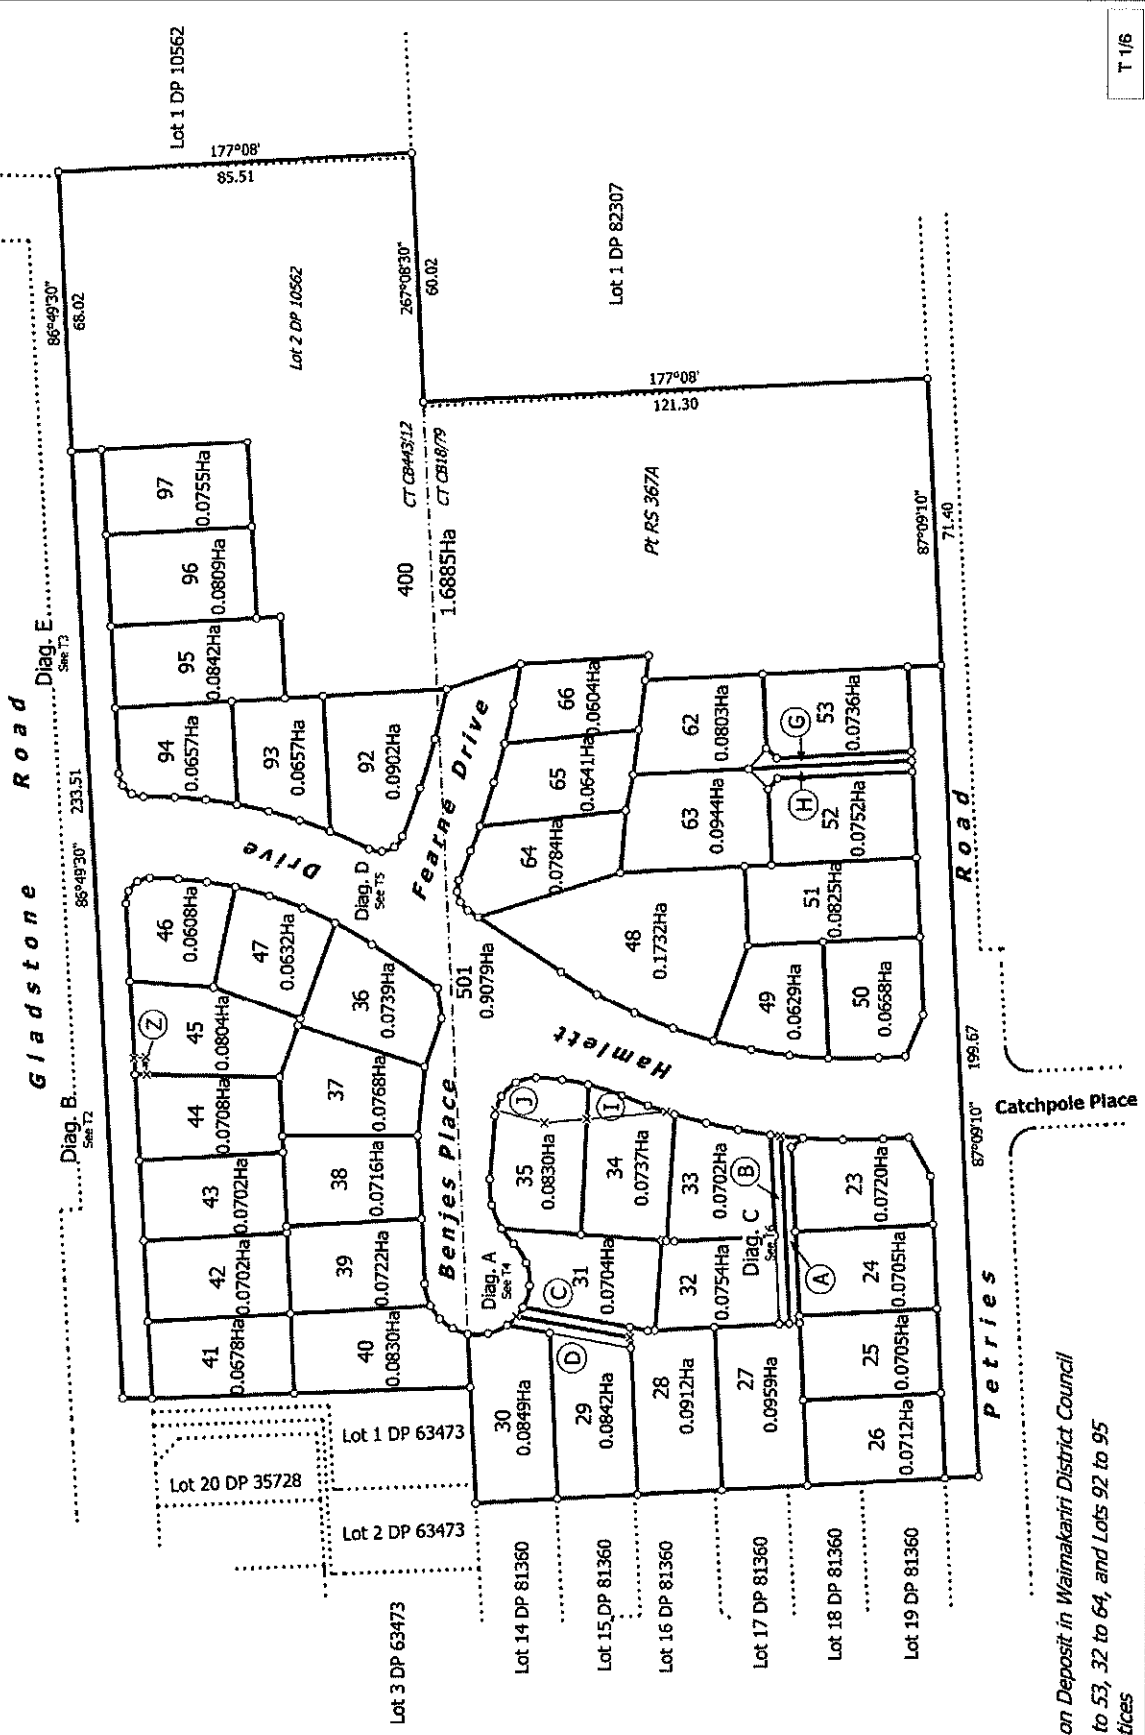 Gladstone Road
Diag. B
See T2
86°49'30" 233.51
Diag. E
See T3
86°49'30"
68.02
177°08'
85.51
Lot 1 DP 10562
Lot 2 DP 10562
267°08'30"
60.02
Lot 1 DP 82307
177°08'
121.30
CT CB443/12
CT CB18/79
400
1.6885Ha
Pt RS 367A
87°09'10"
71.40
41
0.0678Ha
42
0.0702Ha
43
0.0702Ha
44
0.0708Ha
45
0.0804Ha
Z
46
0.0608Ha
47
0.0632Ha
94
0.0657Ha
95
0.0842Ha
96
0.0809Ha
97
0.0755Ha
93
0.0657Ha
92
0.0902Ha
40
0.0830Ha
39
0.0722Ha
38
0.0716Ha
37
0.0768Ha
36
0.0739Ha
Drive
Diag. D
See T5
Fearne Drive
Benjes Place
501
0.9079Ha
Hamlett
Diag. A
See T4
30
0.0849Ha
29
0.0842Ha
28
0.0912Ha
27
0.0959Ha
D
C
31
0.0704Ha
32
0.0754Ha
35
0.0830Ha
J
34
0.0737Ha
I
33
0.0702Ha
Diag. C
See T6
B
A
26
0.0712Ha
25
0.0705Ha
24
0.0705Ha
23
0.0720Ha
48
0.1732Ha
49
0.0629Ha
50
0.0668Ha
51
0.0825Ha
64
0.0784Ha
65
0.0641Ha
66
0.0604Ha
63
0.0944Ha
62
0.0803Ha
52
0.0752Ha
53
0.0736Ha
G
H
Petries Road
87°09'10" 199.67
Catchpole Place
Lot 20 DP 35728
Lot 1 DP 63473
Lot 2 DP 63473
Lot 3 DP 63473
Lot 14 DP 81360
Lot 15 DP 81360
Lot 16 DP 81360
Lot 17 DP 81360
Lot 18 DP 81360
Lot 19 DP 81360
on Deposit in Waimakariri District Council
to 53, 32 to 64, and Lots 92 to 95
tices
T 1/6